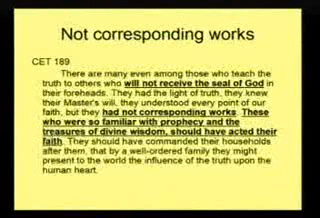 Not corresponding works
CET 189
There are many even among those who teach the
truth to others who will not receive the seal of God in
their foreheads. They had the light of truth, they knew
their Master's will, they understood every point of our
faith, but they had not corresponding works. These
who were so familiar with prophecy and the
treasures of divine wisdom, should have acted their
faith. They should have commanded their households
after them, that by a well-ordered family they might
present to the world the influence of the truth upon the
human heart.